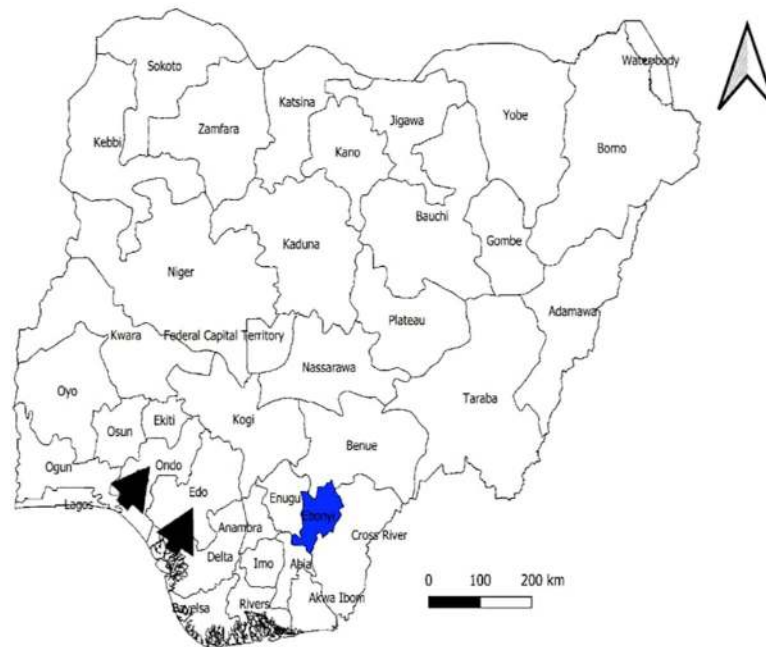 Sokoto
Waterbody
Katsina
Yobe
Jigawa
Zamfara
Kebbi
Kano
Borno
Bauchi
Gombe
Kaduna
Niger
Adamawa
Plateau
Kwara
Federal Capital Territory
Nassarawa
Oyo
Taraba
Ekiti
Kogi
Osun
Benue
Ogun
Ondo
Edo
Enugu
Lagos
Ebonyi
Anambra
Cross River
Delta
Imo
Abia
0 100 200 km
Akwa Ibom
Bayelsa
Rivers